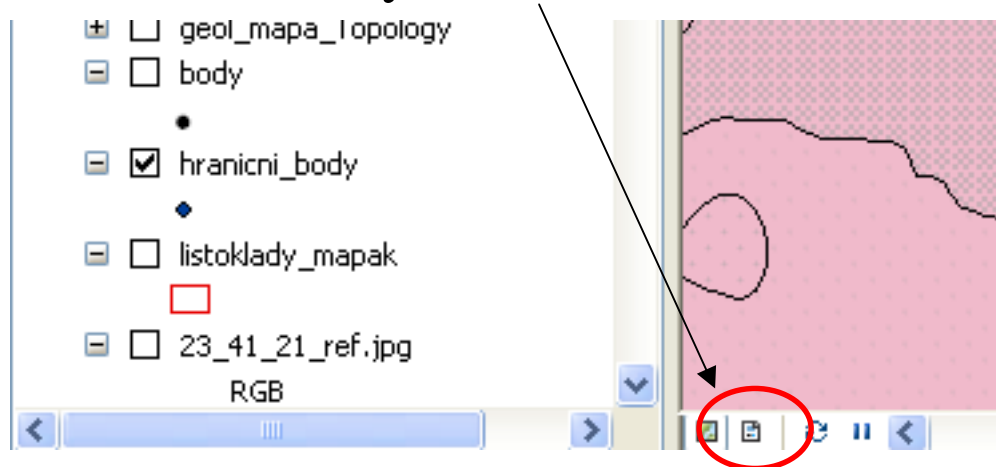 geol_mapa_Topology
body
hranicni_body
listoklady_mapak
23_41_21_ref.jpg
RGB